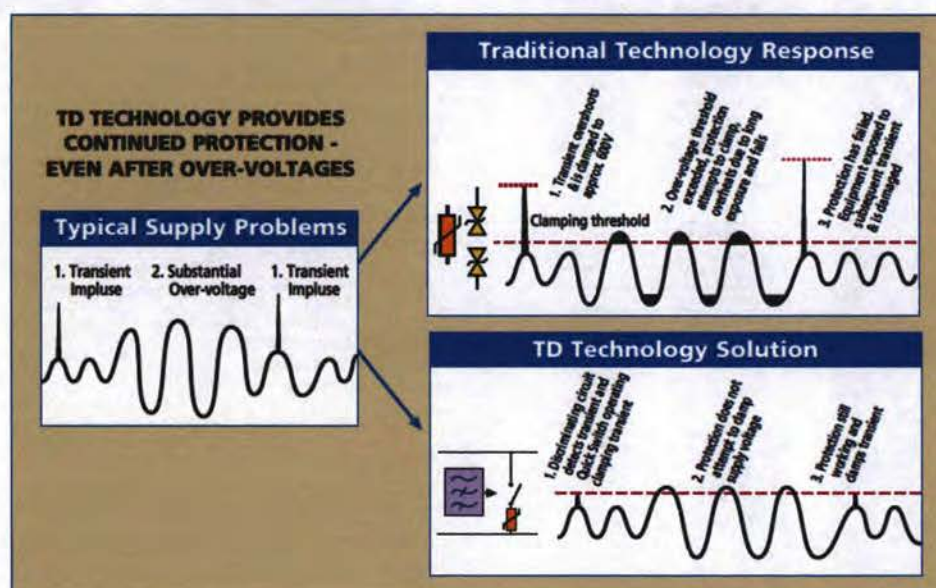 TD TECHNOLOGY PROVIDES
CONTINUED PROTECTION -
EVEN AFTER OVER-VOLTAGES
Typical Supply Problems
1. Transient
Impluse
2. Substantial
Over-voltage
1. Transient
Impluse
Traditional Technology Response
1. Transient overshoots
& is clamped to
approx. 600V
Clamping threshold
2. Over-voltage threshold
exceeded, protection
attempts to clamp,
overheats due to long
exposure and fails
3. Protection has failed.
Equipment exposed to
subsequent transient
& is damaged
TD Technology Solution
1. Discriminating circuit
detects transient and
Quick Switch operating
clamping transient
2. Protection does not
attempt to clamp
supply voltage
3. Protection still
working and
clamps transient